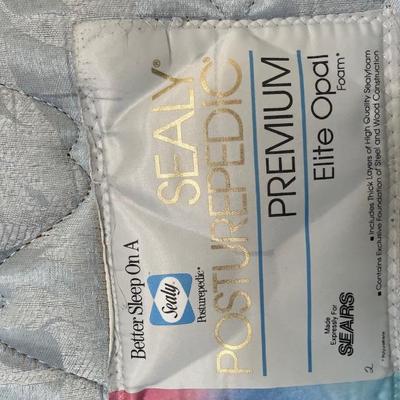 Better Sleep On A
Sealy
Posturepedic®
SEALY®
POSTUREPEDIC®
PREMIUM
Elite Opal
Foam*
Made
Expressly For
SEARS
■ Includes Thick Layers of High Quality Sealyfoam
■ Contains Exclusive Foundation of Steel and Wood Construction
2